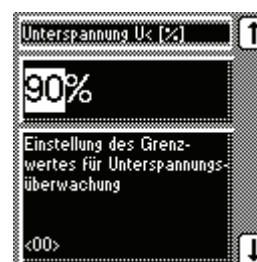 Unterspannung U< [%]
90%
Einstellung des Grenz-
wertes für Unterspannungs-
überwachung
<00>